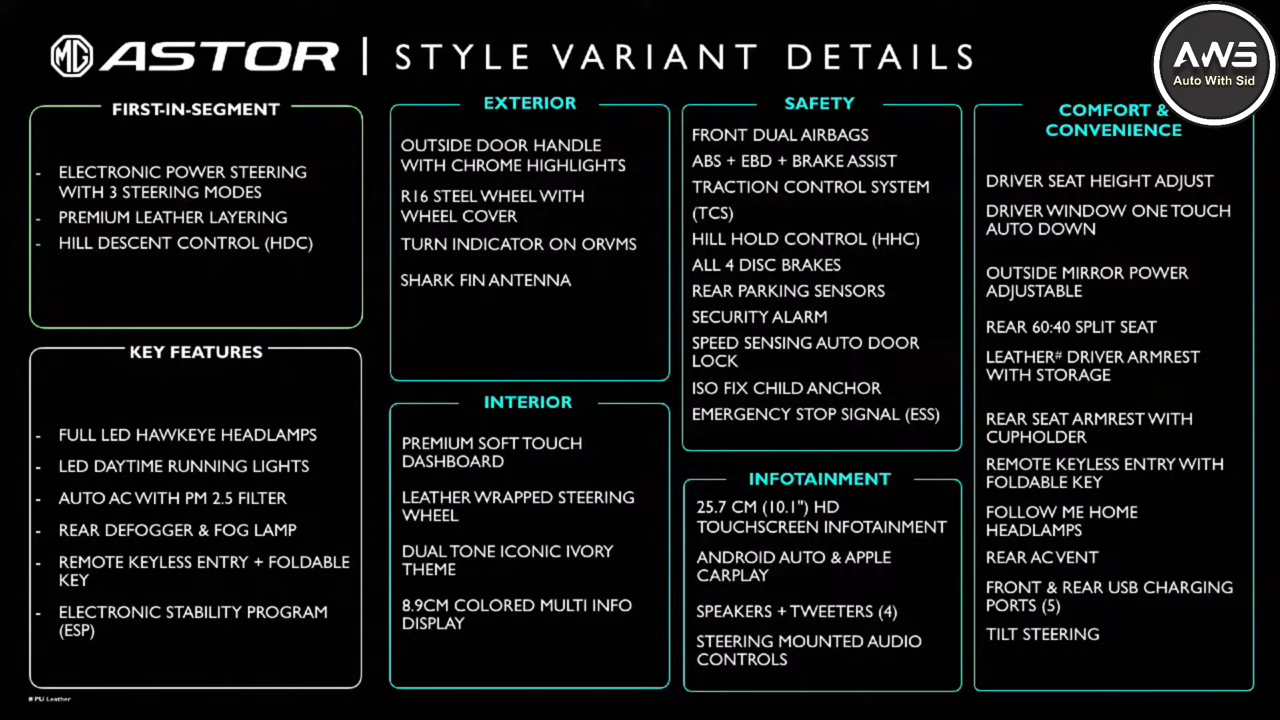 MG ASTOR | STYLE VARIANT DETAILS
AWS
Auto With Sid
FIRST-IN-SEGMENT
- ELECTRONIC POWER STEERING
WITH 3 STEERING MODES
- PREMIUM LEATHER LAYERING
- HILL DESCENT CONTROL (HDC)
KEY FEATURES
- FULL LED HAWKEYE HEADLAMPS
- LED DAYTIME RUNNING LIGHTS
- AUTO AC WITH PM 2.5 FILTER
- REAR DEFOGGER & FOG LAMP
- REMOTE KEYLESS ENTRY + FOLDABLE
KEY
- ELECTRONIC STABILITY PROGRAM
(ESP)
EXTERIOR
OUTSIDE DOOR HANDLE
WITH CHROME HIGHLIGHTS
R16 STEEL WHEEL WITH
WHEEL COVER
TURN INDICATOR ON ORVMS
SHARK FIN ANTENNA
INTERIOR
PREMIUM SOFT TOUCH
DASHBOARD
LEATHER WRAPPED STEERING
WHEEL
DUAL TONE ICONIC IVORY
THEME
8.9CM COLORED MULTI INFO
DISPLAY
SAFETY
FRONT DUAL AIRBAGS
ABS + EBD + BRAKE ASSIST
TRACTION CONTROL SYSTEM
(TCS)
HILL HOLD CONTROL (HHC)
ALL 4 DISC BRAKES
REAR PARKING SENSORS
SECURITY ALARM
SPEED SENSING AUTO DOOR
LOCK
ISO FIX CHILD ANCHOR
EMERGENCY STOP SIGNAL (ESS)
INFOTAINMENT
25.7 CM (10.1") HD
TOUCHSCREEN INFOTAINMENT
ANDROID AUTO & APPLE
CARPLAY
SPEAKERS + TWEETERS (4)
STEERING MOUNTED AUDIO
CONTROLS
COMFORT &
CONVENIENCE
DRIVER SEAT HEIGHT ADJUST
DRIVER WINDOW ONE TOUCH
AUTO DOWN
OUTSIDE MIRROR POWER
ADJUSTABLE
REAR 60:40 SPLIT SEAT
LEATHER# DRIVER ARMREST
WITH STORAGE
REAR SEAT ARMREST WITH
CUPHOLDER
REMOTE KEYLESS ENTRY WITH
FOLDABLE KEY
FOLLOW ME HOME
HEADLAMPS
REAR AC VENT
FRONT & REAR USB CHARGING
PORTS (5)
TILT STEERING
# PU Leather